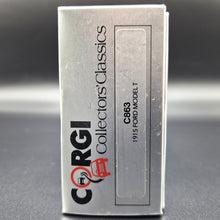 CORGI
Collectors' Classics
C863
1915 FORD MODEL T